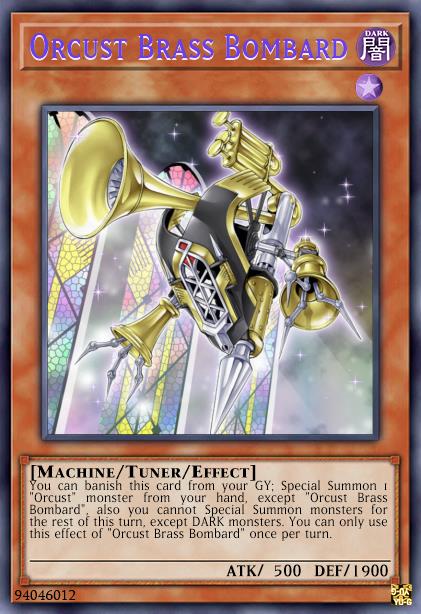 ORCUST BRASS BOMBARD
DARK
闇
[MACHINE/TUNER/EFFECT]
You can banish this card from your GY; Special Summon 1
"Orcust" monster from your hand, except "Orcust Brass
Bombard", also you cannot Special Summon monsters for
the rest of this turn, except DARK monsters. You can only use
this effect of "Orcust Brass Bombard" once per turn.
ATK/ 500 DEF/1900
94046012